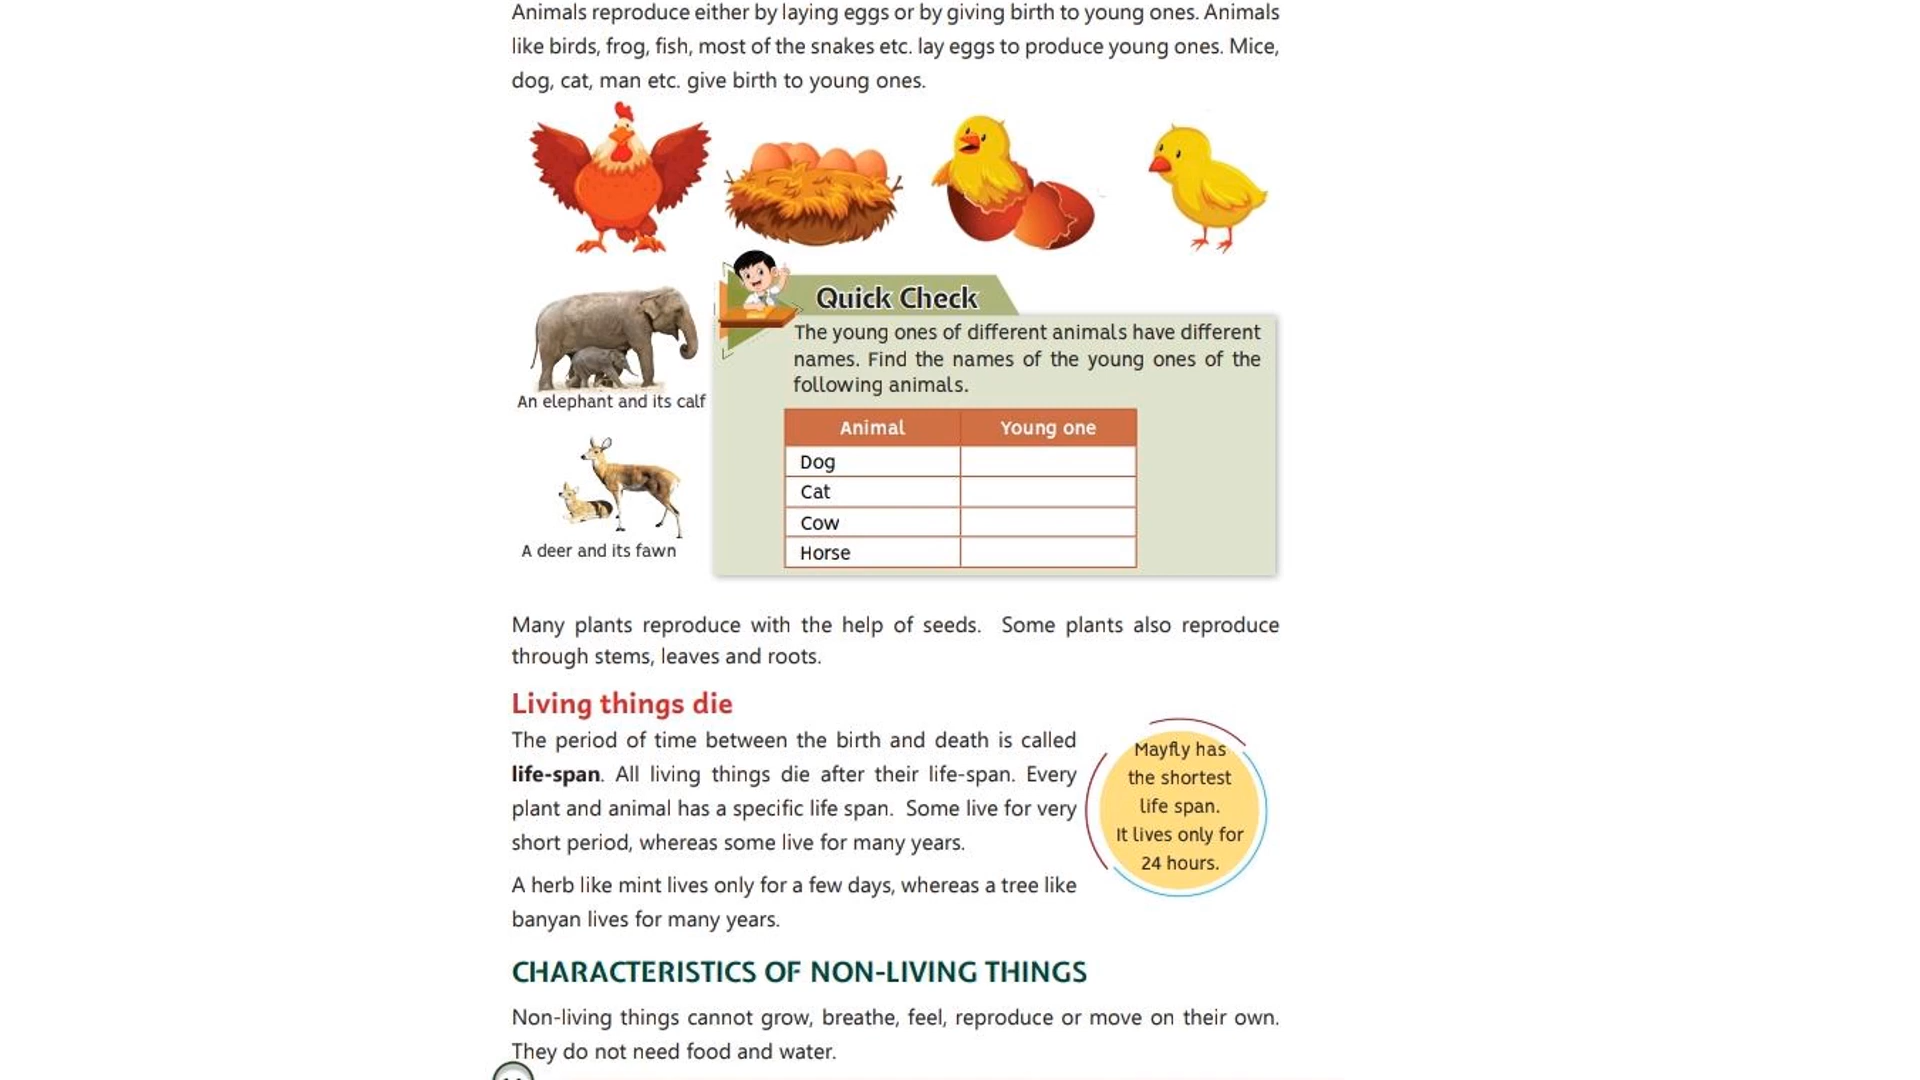 Animals reproduce either by laying eggs or by giving birth to young ones. Animals
like birds, frog, fish, most of the snakes etc. lay eggs to produce young ones. Mice,
dog, cat, man etc. give birth to young ones.
An elephant and its calf
A deer and its fawn
Quick Check
The young ones of different animals have different
names. Find the names of the young ones of the
following animals.
Animal Young one
Dog
Cat
Cow
Horse
Many plants reproduce with the help of seeds. Some plants also reproduce
through stems, leaves and roots.
Living things die
The period of time between the birth and death is called
life-span. All living things die after their life-span. Every
plant and animal has a specific life span. Some live for very
short period, whereas some live for many years.
A herb like mint lives only for a few days, whereas a tree like
banyan lives for many years.
Mayfly has
the shortest
life span.
It lives only for
24 hours.
CHARACTERISTICS OF NON-LIVING THINGS
Non-living things cannot grow, breathe, feel, reproduce or move on their own.
They do not need food and water.